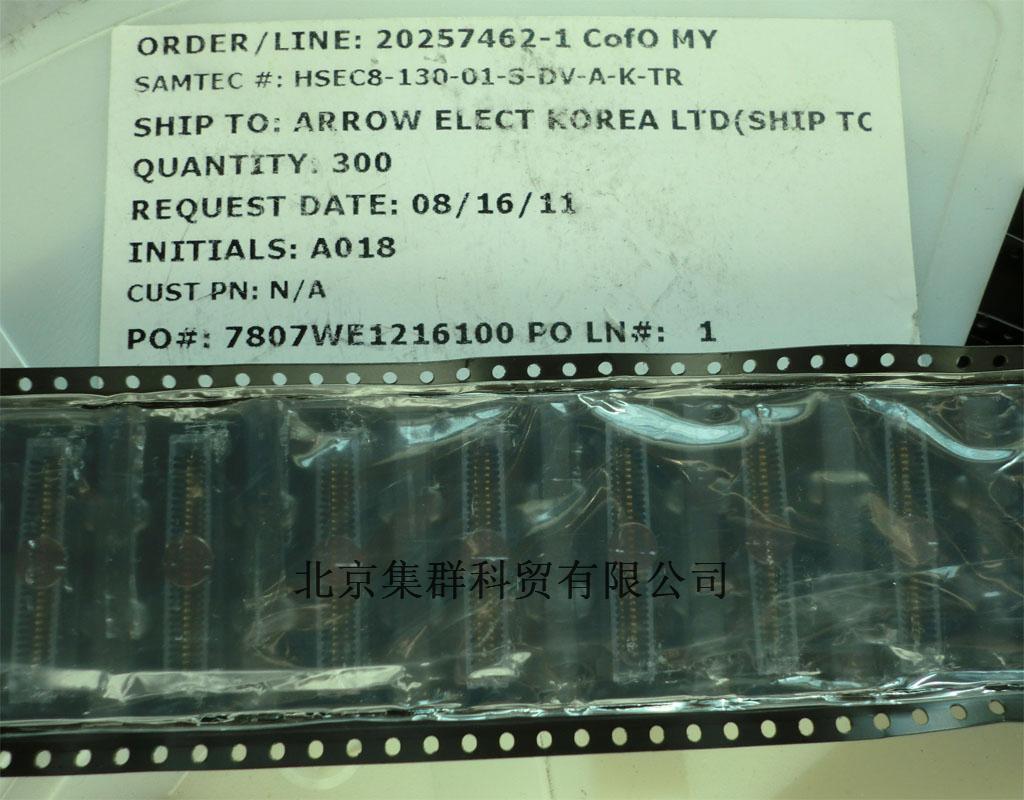 ORDER/LINE: 20257462-1 CofO MY
SAMTEC #: HSEC8-130-01-S-DV-A-K-TR
SHIP TO: ARROW ELECT KOREA LTD(SHIP TO
QUANTITY: 300
REQUEST DATE: 08/16/11
INITIALS: A018
CUST PN: N/A
PO#: 7807WE1216100 PO LN#: 1
北京集群科贸有限公司